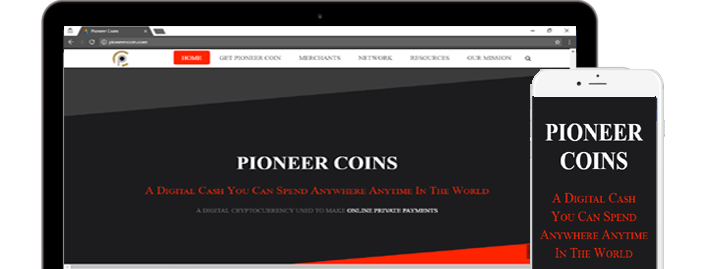 Pioneer Coins
pioneercoin.com
HOME GET PIONEER COIN MERCHANTS NETWORK RESOURCES OUR MISSION
PIONEER COINS
A DIGITAL CASH YOU CAN SPEND ANYWHERE ANYTIME IN THE WORLD
A DIGITAL CRYPTOCURRENCY USED TO MAKE ONLINE PRIVATE PAYMENTS
PIONEER
COINS
A DIGITAL CASH
YOU CAN SPEND
ANYWHERE ANYTIME
IN THE WORLD